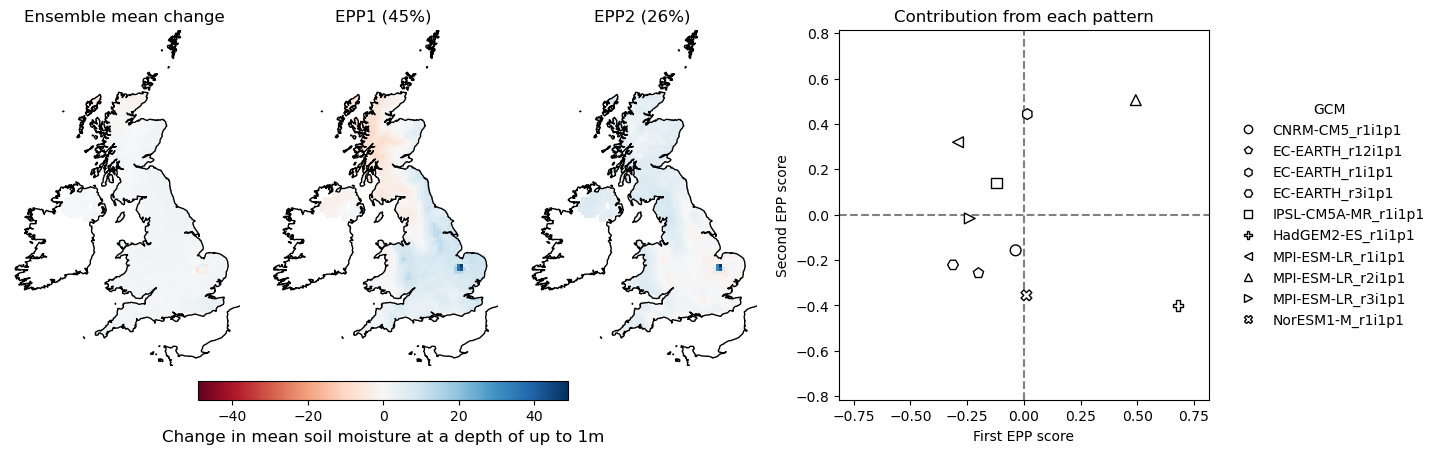 Ensemble mean change
EPP1 (45%)
EPP2 (26%)
−40
−20
0
20
40
Change in mean soil moisture at a depth of up to 1m
Contribution from each pattern
Second EPP score
0.8
0.6
0.4
0.2
0.0
−0.2
−0.4
−0.6
−0.8
−0.75
−0.50
−0.25
0.00
0.25
0.50
0.75
First EPP score
GCM
CNRM-CM5_r1i1p1
EC-EARTH_r12i1p1
EC-EARTH_r1i1p1
EC-EARTH_r3i1p1
IPSL-CM5A-MR_r1i1p1
HadGEM2-ES_r1i1p1
MPI-ESM-LR_r1i1p1
MPI-ESM-LR_r2i1p1
MPI-ESM-LR_r3i1p1
NorESM1-M_r1i1p1